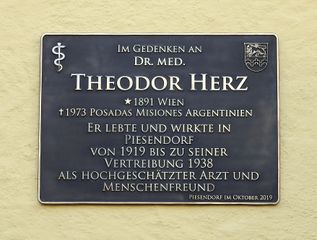 Im Gedenken an
Dr. med.
Theodor Herz
★ 1891 Wien
✝ 1973 Posadas Misiones Argentinien
Er lebte und wirkte in
Piesendorf
von 1919 bis zu seiner
Vertreibung 1938
als hochgeschätzter Arzt und
Menschenfreund
Piesendorf im Oktober 2019